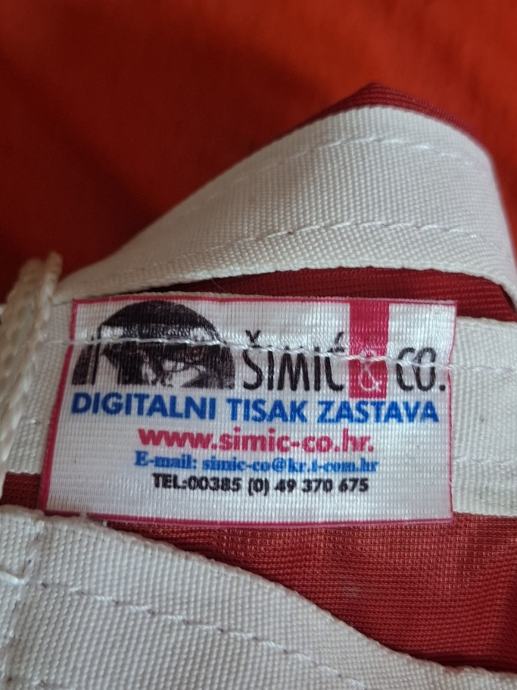 ŠIMIĆ & CO.
DIGITALNI TISAK ZASTAVA
www.simic-co.hr.
E-mail: simic-co@kr.t-com.hr
TEL:00385 (0) 49 370 675